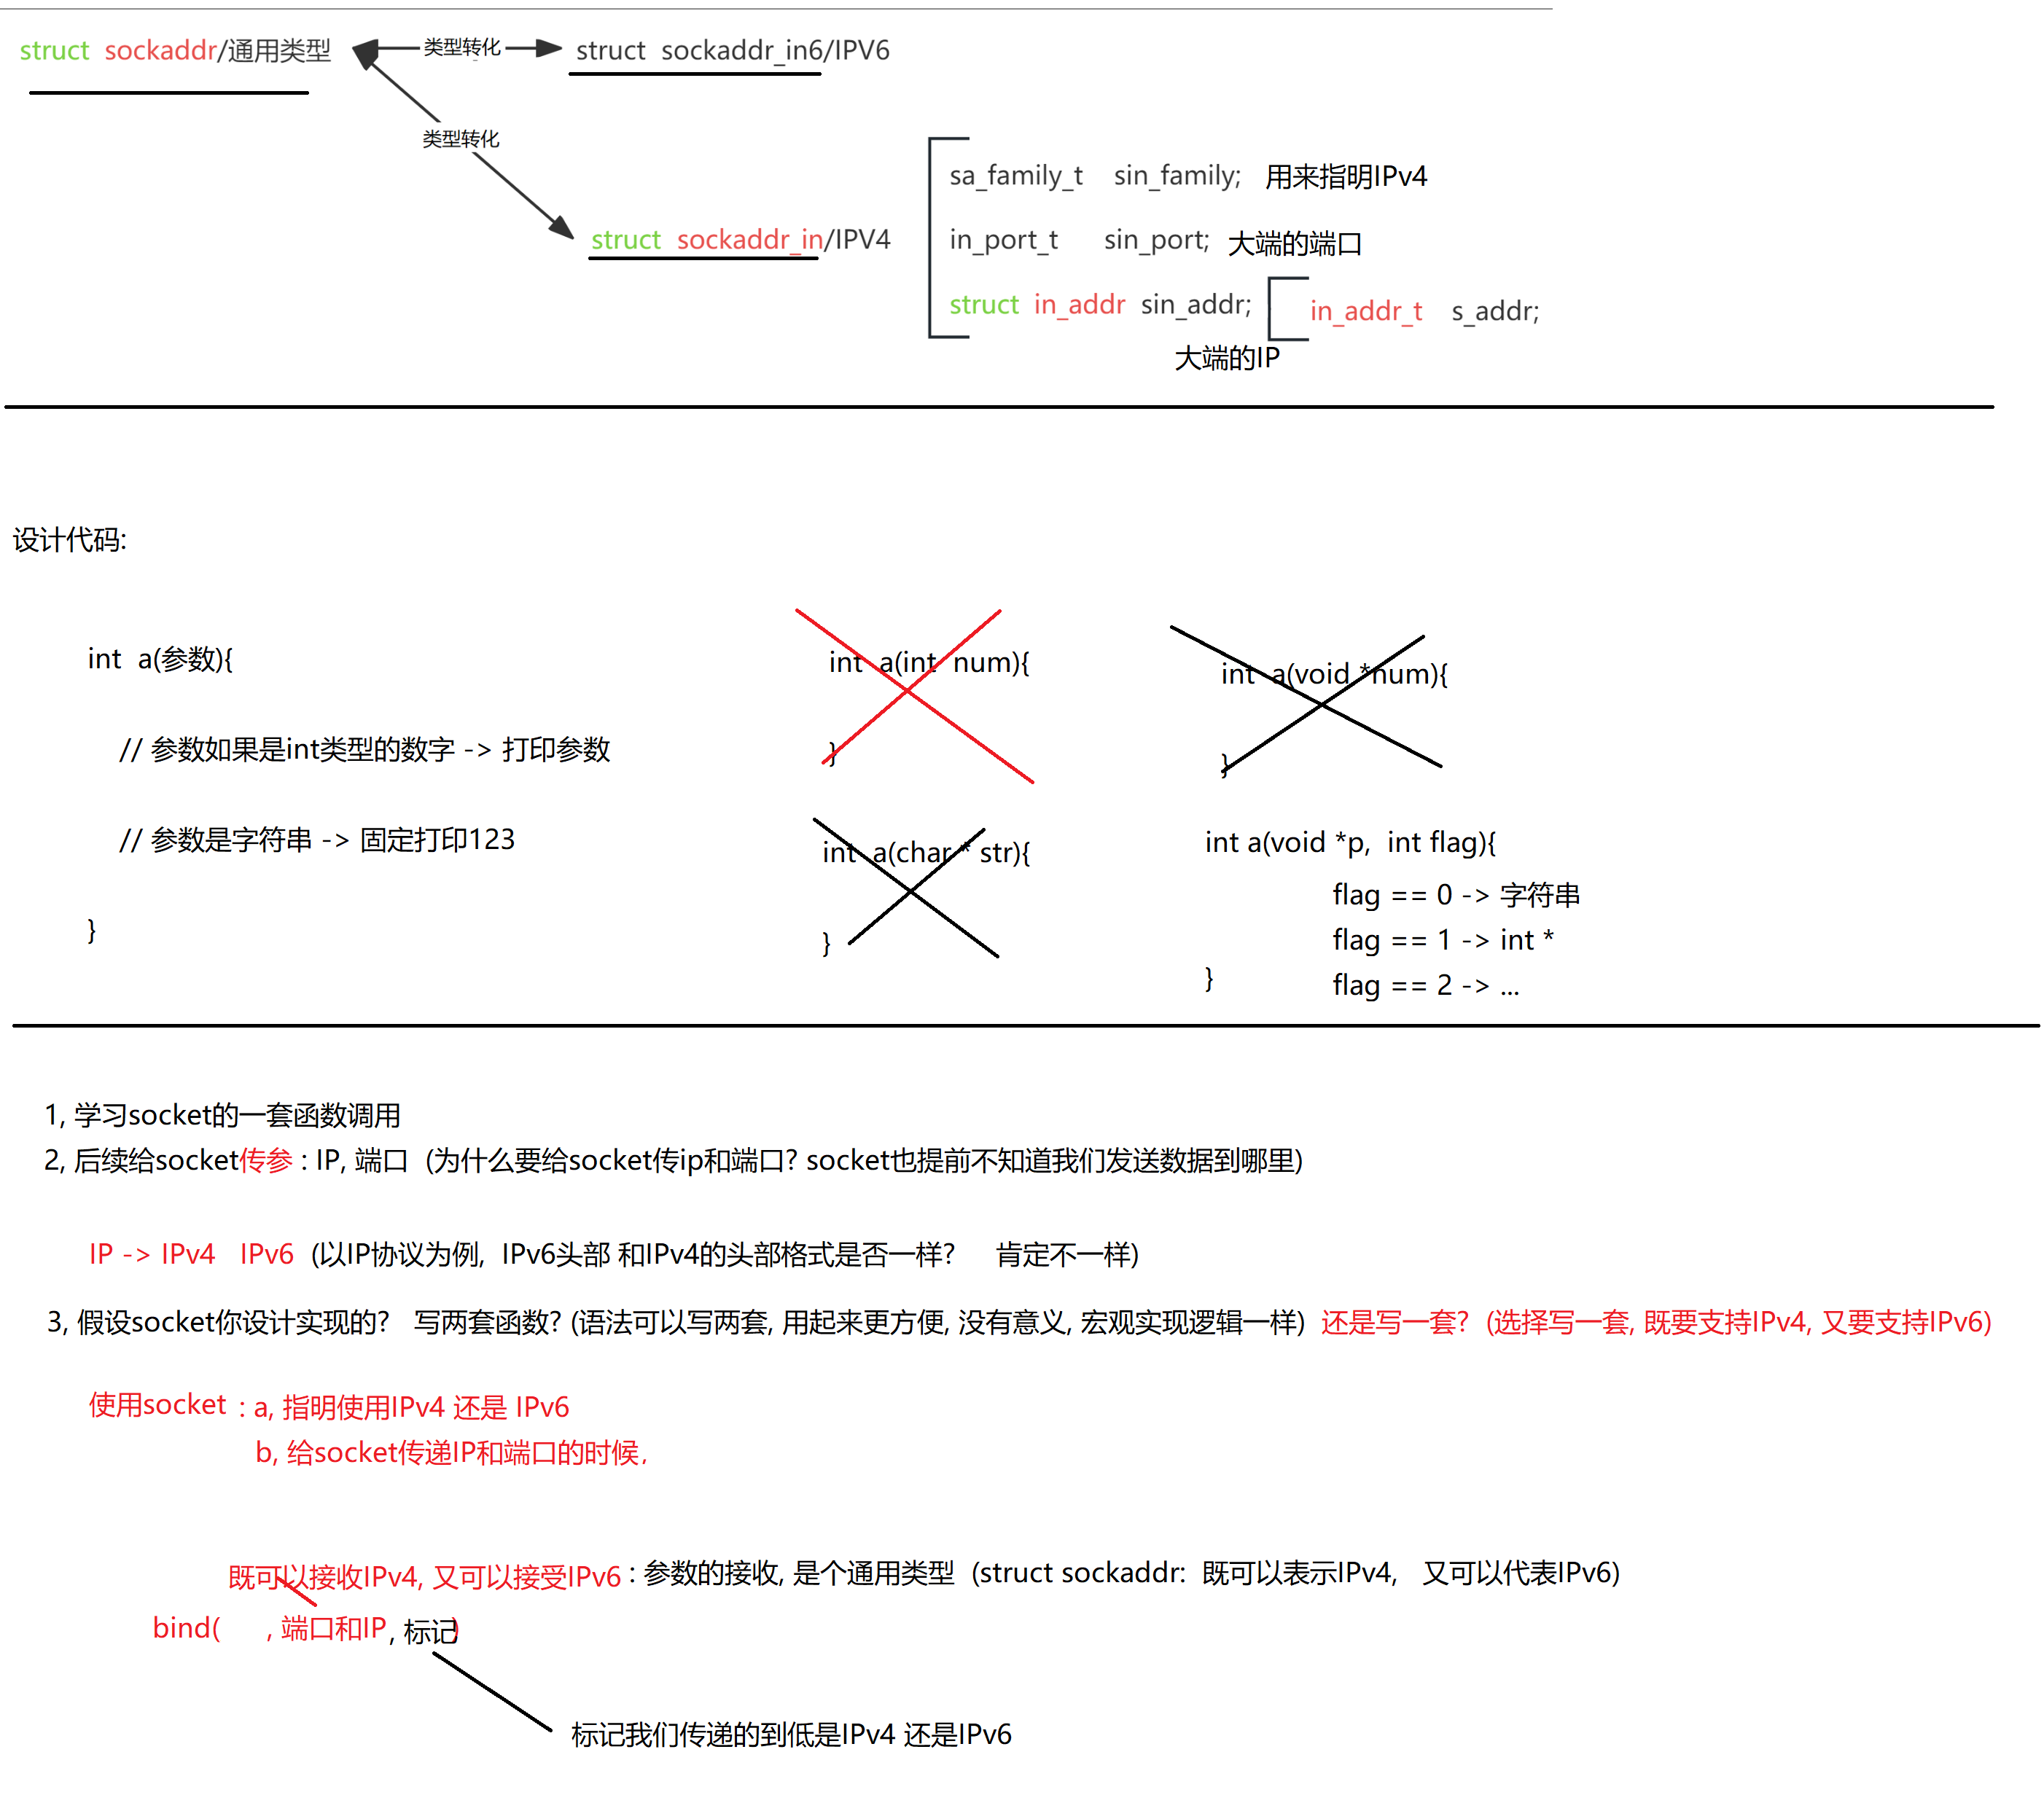 struct sockaddr/通用类型
类型转化
struct sockaddr_in6/IPV6
类型转化
struct sockaddr_in/IPV4
sa_family_t sin_family; 用来指明IPv4
in_port_t sin_port; 大端的端口
struct in_addr sin_addr; in_addr_t s_addr;
大端的IP
设计代码:
int a(参数){
// 参数如果是int类型的数字 -> 打印参数
// 参数是字符串 -> 固定打印123
}
int a(int num){
}
int a(void *num){
}
int a(char * str){
}
int a(void *p, int flag){
flag == 0 -> 字符串
flag == 1 -> int *
flag == 2 -> ...
}
1, 学习socket的一套函数调用
2, 后续给socket传参 : IP, 端口 (为什么要给socket传ip和端口? socket也提前不知道我们发送数据到哪里)
IP -> IPv4 IPv6 (以IP协议为例, IPv6头部 和IPv4的头部格式是否一样? 肯定不一样)
3, 假设socket你设计实现的? 写两套函数? (语法可以写两套, 用起来更方便, 没有意义, 宏观实现逻辑一样) 还是写一套? (选择写一套, 既要支持IPv4, 又要支持IPv6)
使用socket : a, 指明使用IPv4 还是 IPv6
b, 给socket传递IP和端口的时候,
既可以接收IPv4, 又可以接受IPv6 : 参数的接收, 是个通用类型 (struct sockaddr: 既可以表示IPv4, 又可以代表IPv6)
bind( , 端口和IP , 标记)
标记我们传递的到低是IPv4 还是IPv6